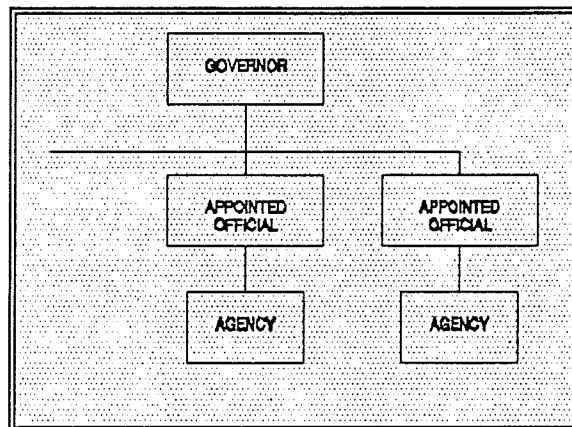 GOVERNOR
APPOINTED
OFFICIAL
APPOINTED
OFFICIAL
AGENCY
AGENCY